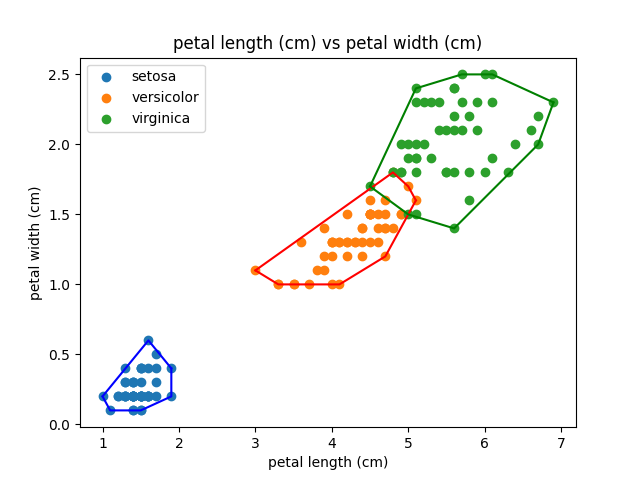 petal length (cm) vs petal width (cm)
setosa
versicolor
virginica
petal width (cm)
2.5
2.0
1.5
1.0
0.5
0.0
1 2 3 4 5 6 7
petal length (cm)